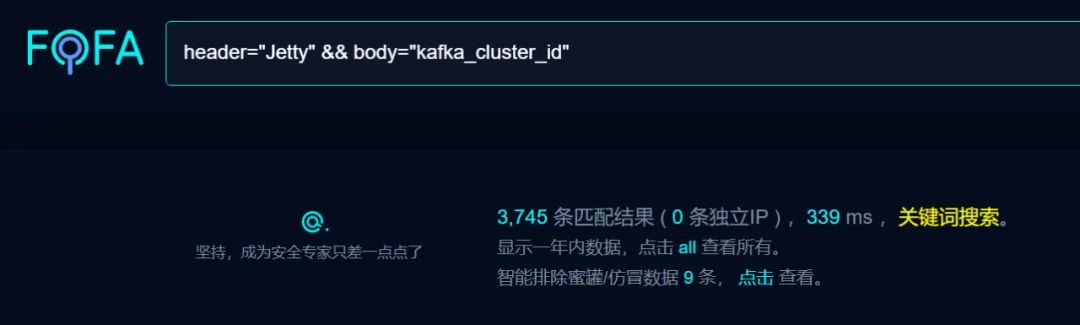 FOFA
header="Jetty" && body="kafka_cluster_id"
@.
坚持，成为安全专家只差一点点了
3,745 条匹配结果 ( 0 条独立IP ) ，339 ms ，关键词搜索。
显示一年内数据，点击 all 查看所有。
智能排除蜜罐/仿冒数据 9 条， 点击 查看。